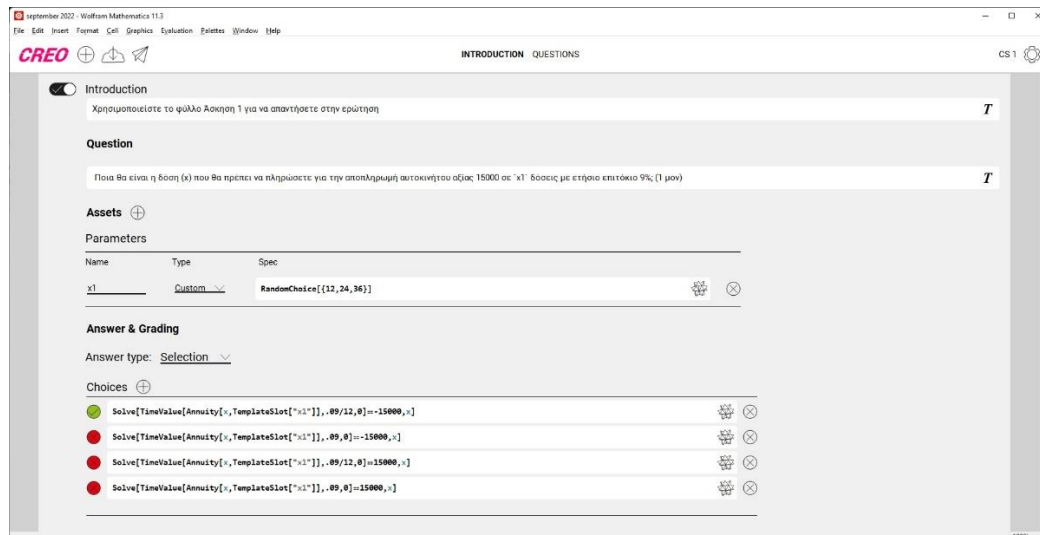 september 2022 - Wolfram Mathematica 11.3
File Edit Insert Format Cell Graphics Evaluation Palettes Window Help
CREO INTRODUCTION QUESTIONS CS 1
Introduction
Χρησιμοποιείστε το φύλλο Άσκηση 1 για να απαντήσετε στην ερώτηση T
Question
Ποια θα είναι η δόση (x) που θα πρέπει να πληρώσετε για την αποπληρωμή αυτοκινήτου αξίας 15000 σε `x1` δόσεις με ετήσιο επιτόκιο 9%; (1 μον) T
Assets
Parameters
Name Type Spec
x1 Custom RandomChoice[{12,24,36}]
Answer & Grading
Answer type: Selection
Choices
Solve[TimeValue[Annuity[x,TemplateSlot["x1"]],.09/12,0]==-15000,x]
Solve[TimeValue[Annuity[x,TemplateSlot["x1"]],.09,0]==-15000,x]
Solve[TimeValue[Annuity[x,TemplateSlot["x1"]],.09/12,0]==15000,x]
Solve[TimeValue[Annuity[x,TemplateSlot["x1"]],.09,0]==15000,x]